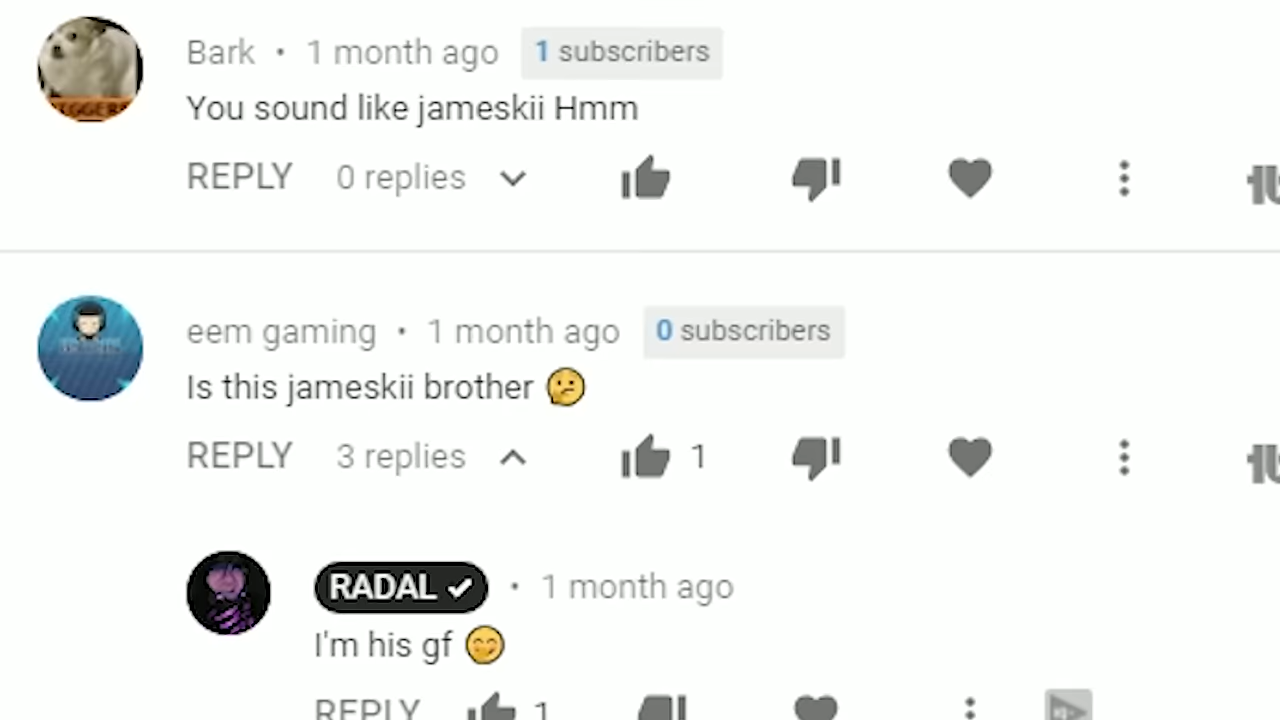 Bark • 1 month ago 1 subscribers
You sound like jameskii Hmm
REPLY 0 replies
eem gaming • 1 month ago 0 subscribers
Is this jameskii brother 🫤
REPLY 3 replies 1
RADAL ✓ • 1 month ago
I'm his gf 😋
REPLY 1